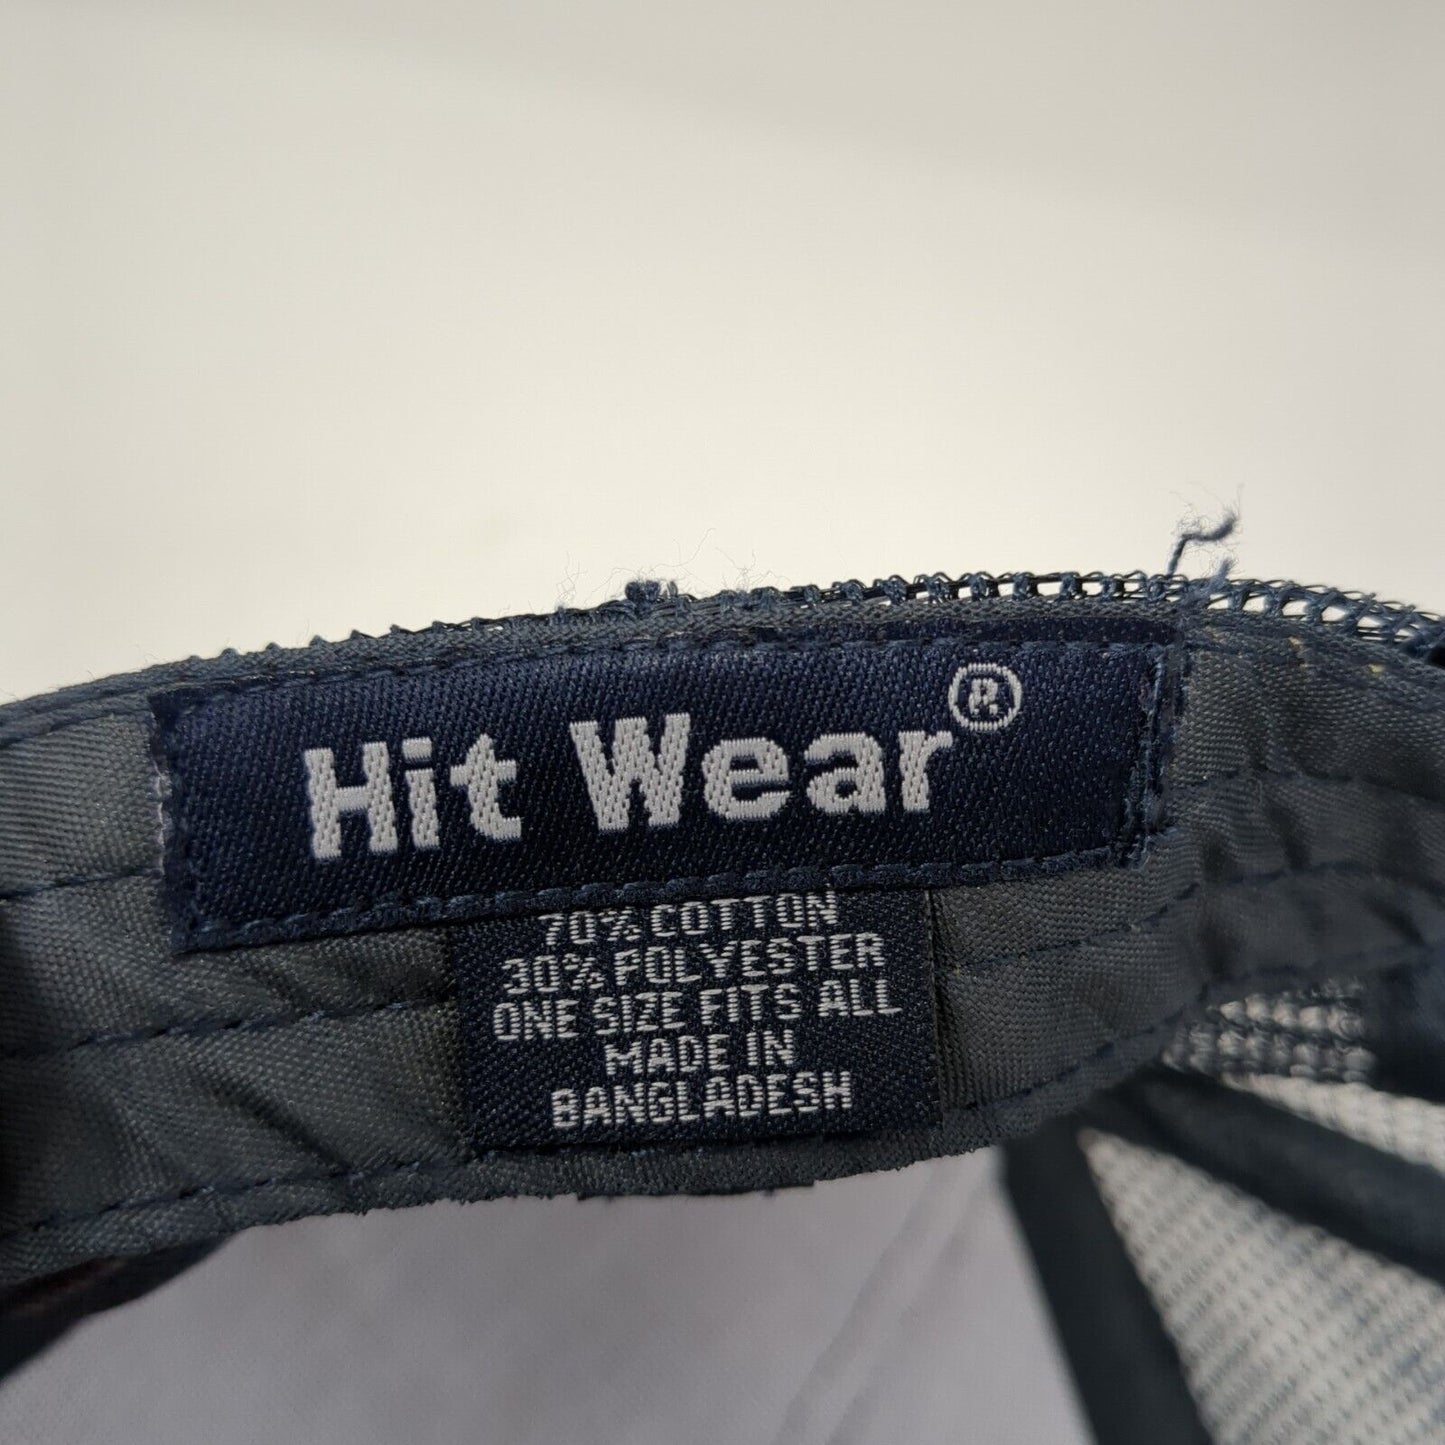 Hit Wear®
70% COTTON
30% POLYESTER
ONE SIZE FITS ALL
MADE IN
BANGLADESH